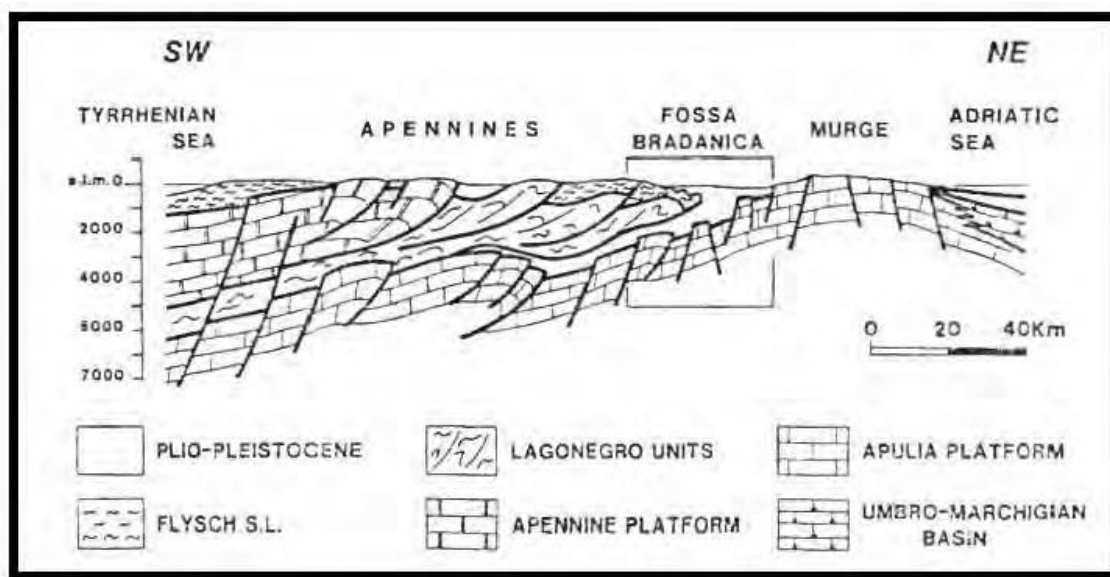 SW
NE
TYRRHENIAN
SEA
APENNINES
FOSSA
BRADANICA
MURGE
ADRIATIC
SEA
s.l.m. 0
2000
4000
5000
7000
0 20 40Km
PLIO-PLEISTOCENE
LAGONEGRO UNITS
APULIA PLATFORM
FLYSCH S.L.
APENNINE PLATFORM
UMBRO-MARCHIGIAN
BASIN